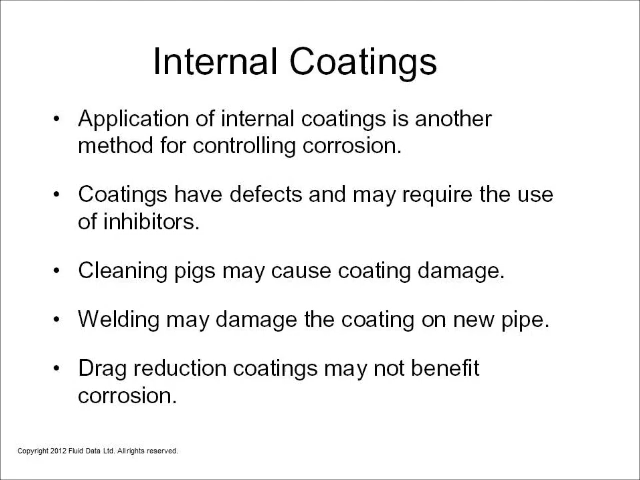 Internal Coatings
• Application of internal coatings is another
method for controlling corrosion.
• Coatings have defects and may require the use
of inhibitors.
• Cleaning pigs may cause coating damage.
• Welding may damage the coating on new pipe.
• Drag reduction coatings may not benefit
corrosion.
Copyright 2012 Fluid Data Ltd. All rights reserved.